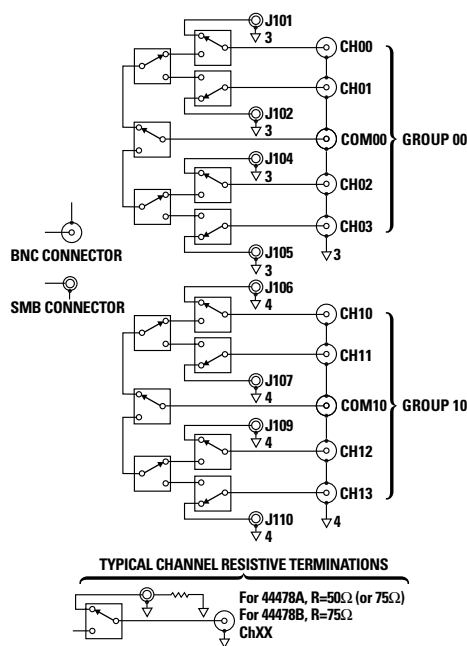 J101
3
CH00
CH01
J102
3
COM00
GROUP 00
J104
3
CH02
CH03
3
J105
3
BNC CONNECTOR
SMB CONNECTOR
J106
4
CH10
CH11
J107
4
COM10
GROUP 10
J109
4
CH12
CH13
4
J110
4
TYPICAL CHANNEL RESISTIVE TERMINATIONS
For 44478A, R=50Ω (or 75Ω)
For 44478B, R=75Ω
ChXX